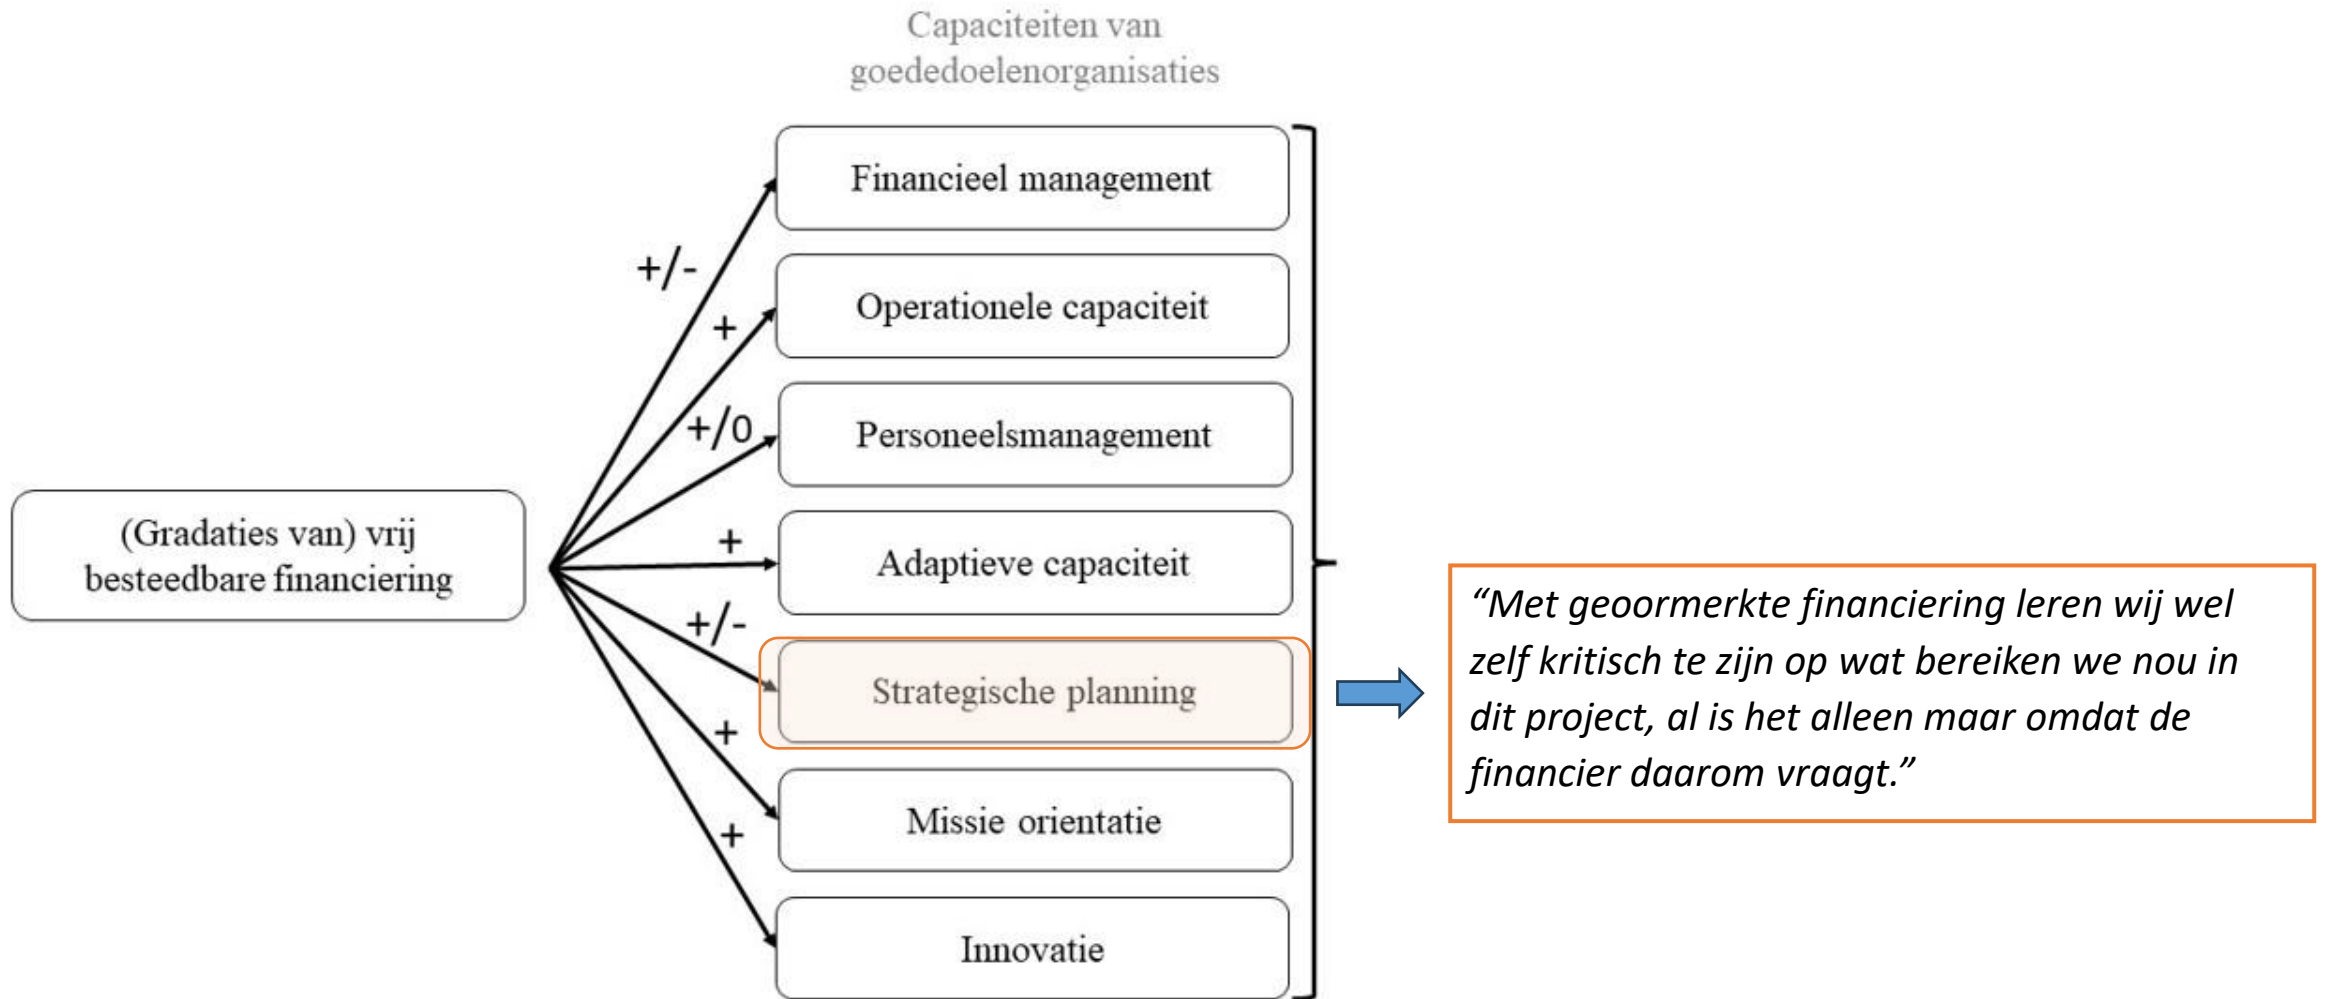 Capaciteiten van
goededoelenorganisaties
Financieel management
+/-
Operationele capaciteit
+
+/0
Personeelsmanagement
(Gradaties van) vrij
besteedbare financiering
+
Adaptieve capaciteit
+/-
Strategische planning
“Met geoormerkte financiering leren wij wel
zelf kritisch te zijn op wat bereiken we nou in
dit project, al is het alleen maar omdat de
financier daarom vraagt.”
+
Missie orientatie
+
Innovatie